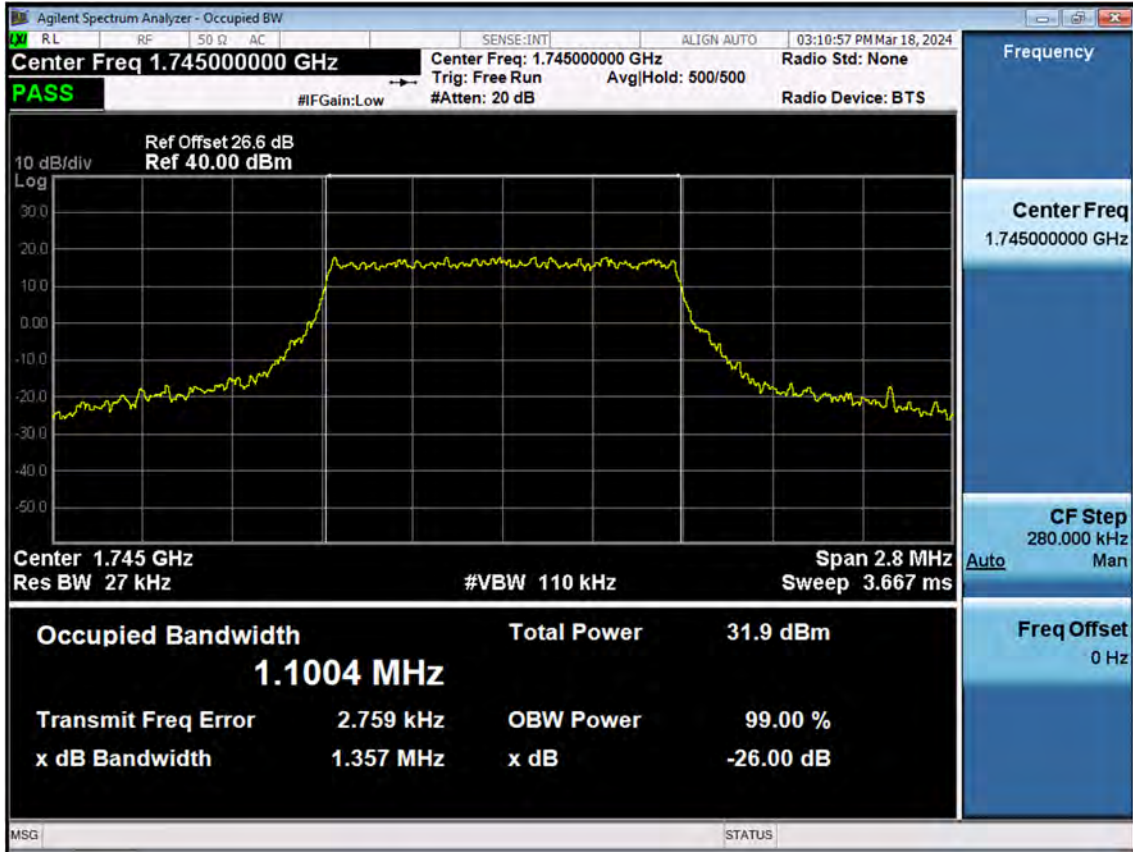 Agilent Spectrum Analyzer - Occupied BW
LXI RL RF 50 Ω AC SENSE:INT ALIGN AUTO 03:10:57 PM Mar 18, 2024
Center Freq 1.745000000 GHz Center Freq: 1.745000000 GHz Radio Std: None
Trig: Free Run Avg|Hold: 500/500
PASS #IFGain:Low #Atten: 20 dB Radio Device: BTS
Ref Offset 26.6 dB
10 dB/div Ref 40.00 dBm
Log
30.0
20.0
10.0
0.00
-10.0
-20.0
-30.0
-40.0
-50.0
Center 1.745 GHz Span 2.8 MHz
Res BW 27 kHz #VBW 110 kHz Sweep 3.667 ms
Occupied Bandwidth Total Power 31.9 dBm
1.1004 MHz
Transmit Freq Error 2.759 kHz OBW Power 99.00 %
x dB Bandwidth 1.357 MHz x dB -26.00 dB
MSG STATUS
Frequency
Center Freq
1.745000000 GHz
CF Step
280.000 kHz
Auto Man
Freq Offset
0 Hz